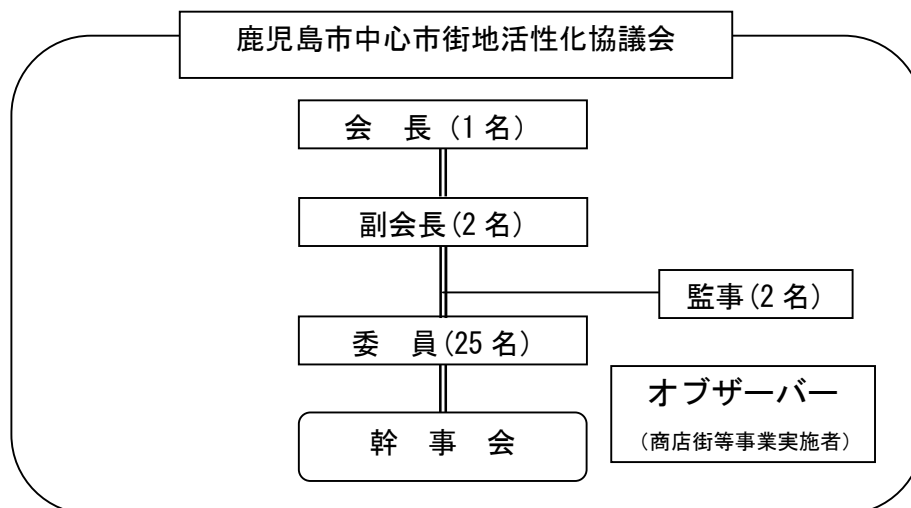 鹿児島市中心市街地活性化協議会
会　長（1名）
副会長(2名)
監事(2名)
委　員(25名)
オブザーバー
（商店街等事業実施者）
幹　事　会